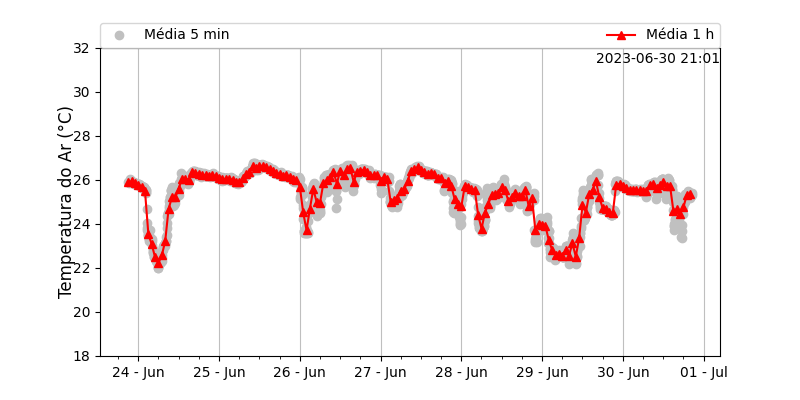 Média 5 min
Média 1 h
2023-06-30 21:01
Temperatura do Ar (°C)
32
30
28
26
24
22
20
18
24 - Jun
25 - Jun
26 - Jun
27 - Jun
28 - Jun
29 - Jun
30 - Jun
01 - Jul